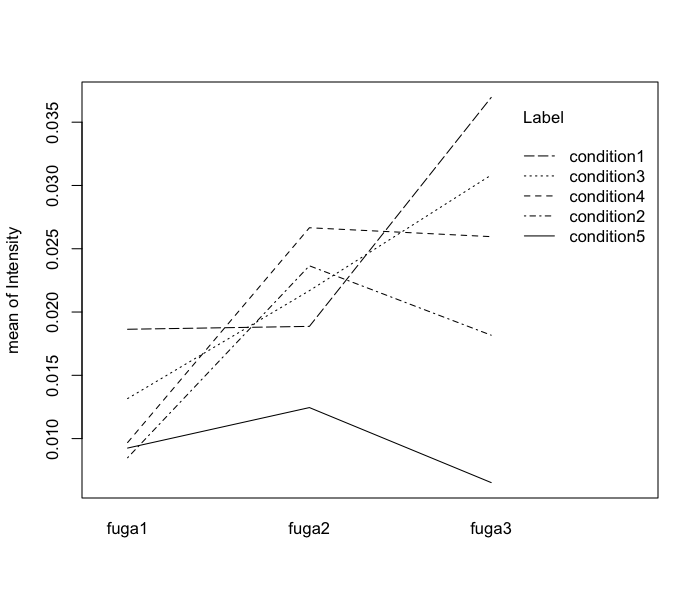 mean of Intensity
0.035
0.030
0.025
0.020
0.015
0.010
Label
condition1
condition3
condition4
condition2
condition5
fuga1 fuga2 fuga3